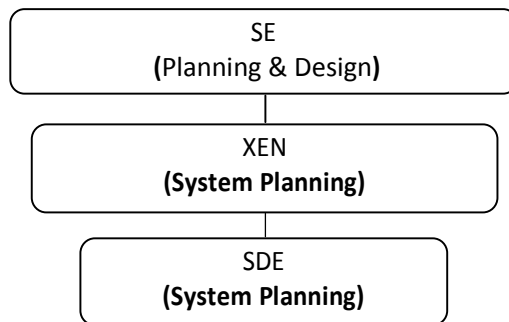 SE
(Planning & Design)
XEN
(System Planning)
SDE
(System Planning)